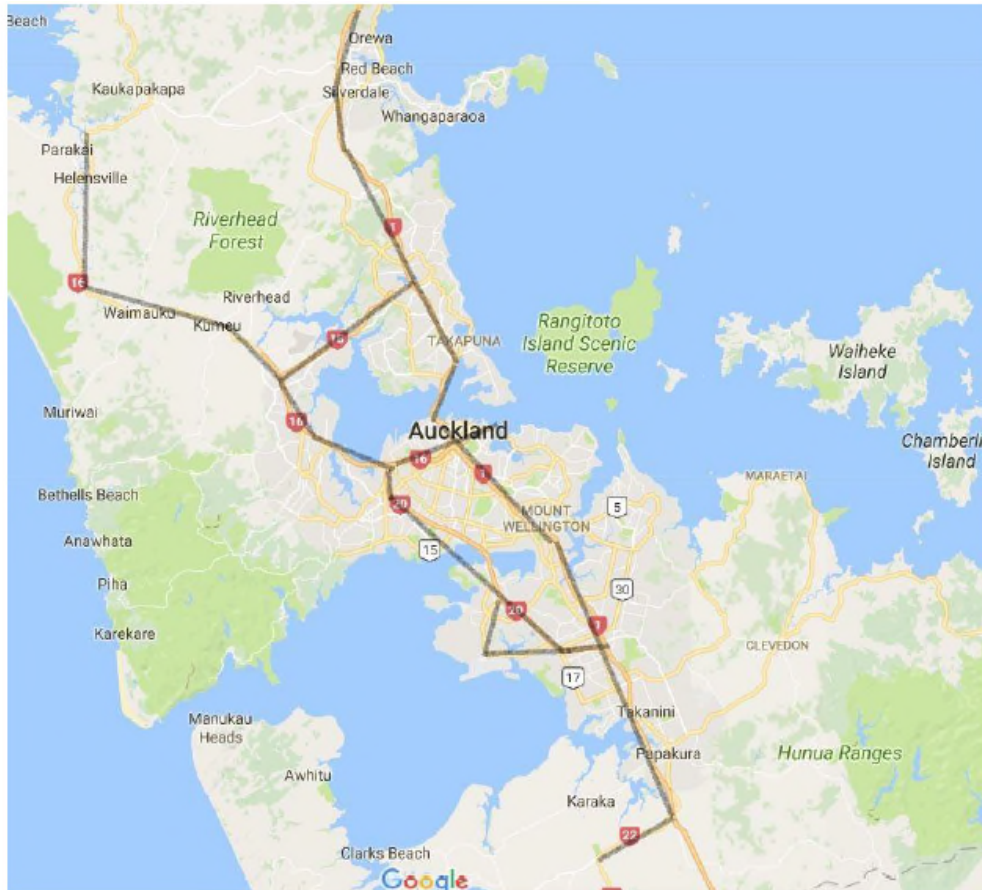 Beach
Orewa
Red Beach
Kaukapakapa
Silverdale
Whangaparaoa
Parakai
Helensville
Riverhead
Forest
1
16
Riverhead
Waimauku
Kumeu
Rangitoto
Island Scenic
Reserve
TAKAPUNA
Waiheke
Island
Muriwai
16
Auckland
16
1
Chamberli
Island
MARAETAI
Bethells Beach
20
MOUNT
WELLINGTON
5
Anawhata
15
Piha
30
20
1
Karekare
CLEVEDON
17
Manukau
Heads
Takanini
Papakura
Hunua Ranges
Awhitu
Karaka
22
Clarks Beach
Google